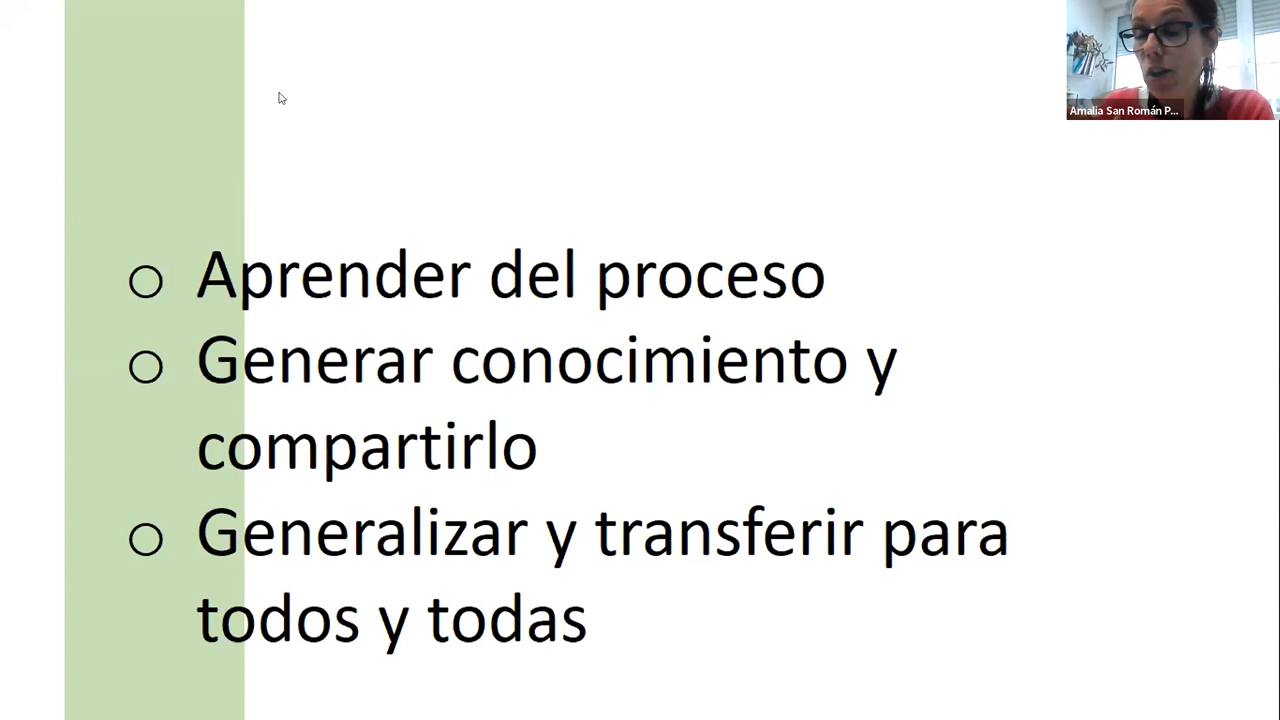 Amalia San Román P...
o Aprender del proceso
o Generar conocimiento y
compartirlo
o Generalizar y transferir para
todos y todas